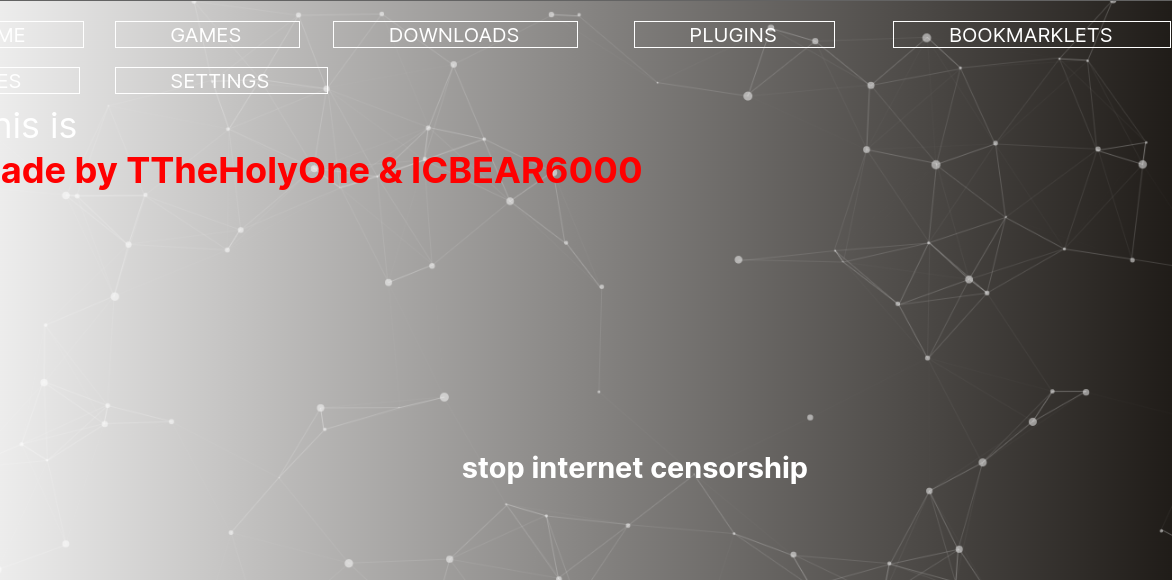 ME GAMES DOWNLOADS PLUGINS BOOKMARKLETS
ES SETTINGS
his is
ade by TTheHolyOne & ICBEAR6000
stop internet censorship